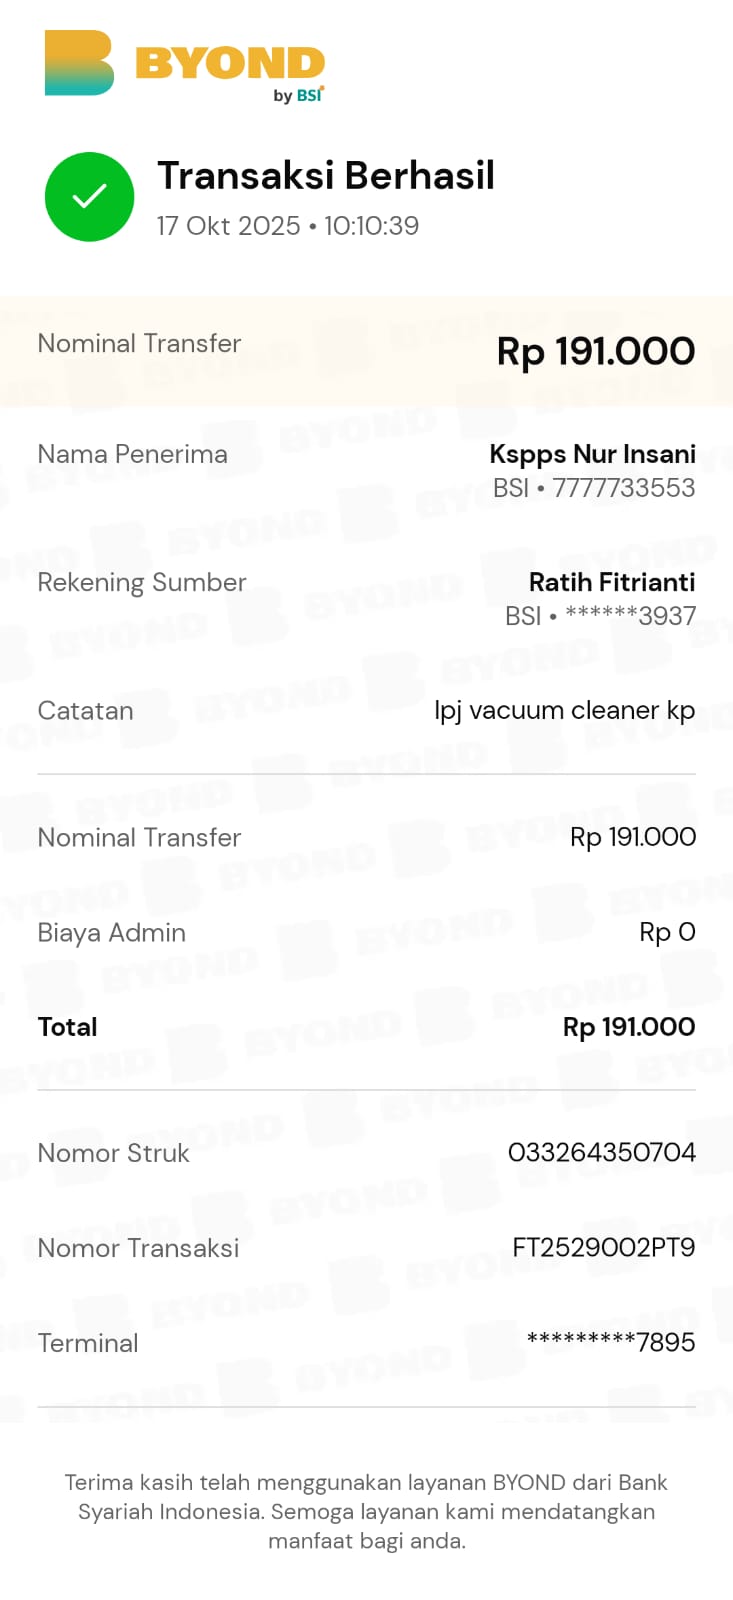 BYOND
by BSI
Transaksi Berhasil
17 Okt 2025 • 10:10:39
Nominal Transfer Rp 191.000
Nama Penerima Kspps Nur Insani
BSI • 7777733553
Rekening Sumber Ratih Fitrianti
BSI • ******3937
Catatan lpj vacuum cleaner kp
Nominal Transfer Rp 191.000
Biaya Admin Rp 0
Total Rp 191.000
Nomor Struk 033264350704
Nomor Transaksi FT2529002PT9
Terminal *********7895
Terima kasih telah menggunakan layanan BYOND dari Bank
Syariah Indonesia. Semoga layanan kami mendatangkan
manfaat bagi anda.